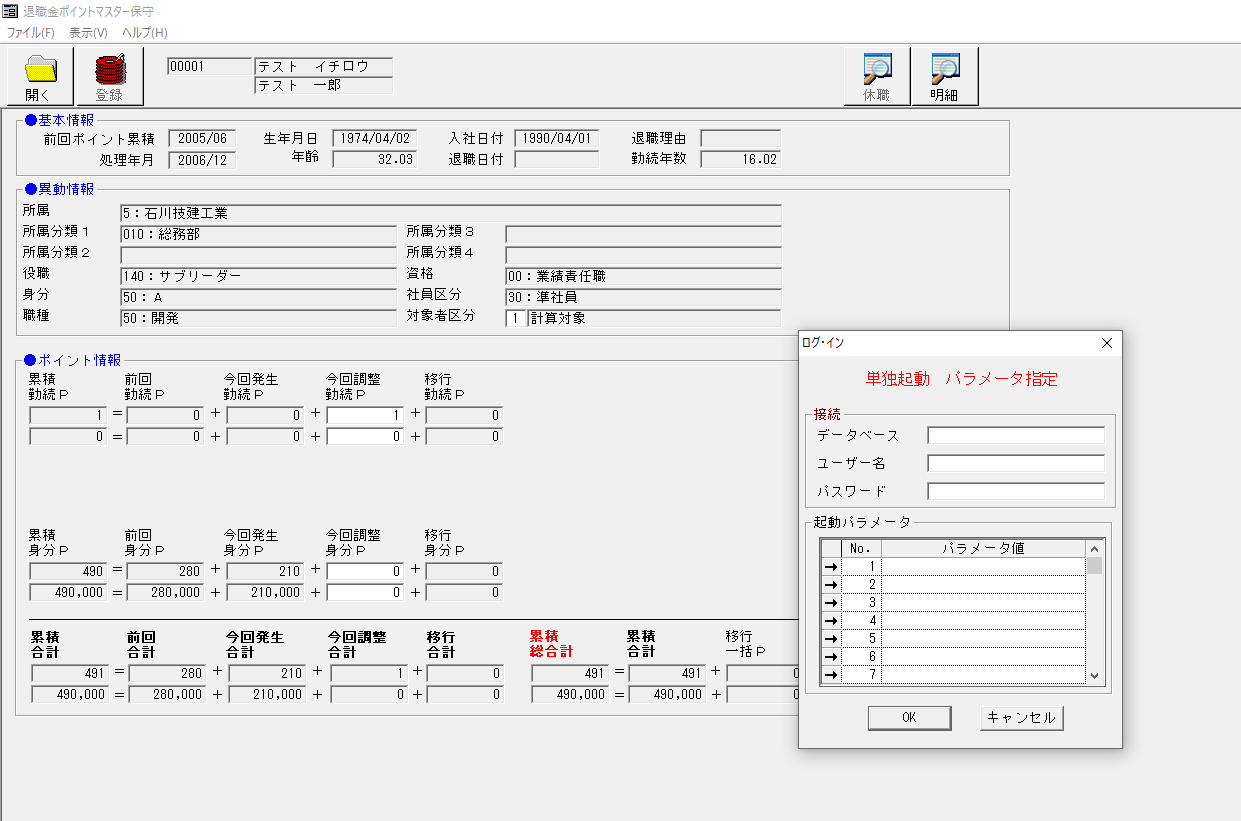 退職金ポイントマスター保守
ファイル(F) 表示(V) ヘルプ(H)
開く 登録 00001 テスト　イチロウ
テスト　一郎
休職 明細
●基本情報
前回ポイント累積 2005/06 生年月日 1974/04/02 入社日付 1990/04/01 退職理由
処理年月 2006/12 年齢 32.03 退職日付 勤続年数 16.02
●異動情報
所属 5：石川技建工業
所属分類１ 010：総務部 所属分類３
所属分類２ 所属分類４
役職 140：サブリーダー 資格 00：業績責任職
身分 50：Ａ 社員区分 30：準社員
職種 50：開発 対象者区分 1 計算対象
●ポイント情報
累積 前回 今回発生 今回調整 移行
勤続Ｐ 勤続Ｐ 勤続Ｐ 勤続Ｐ 勤続Ｐ
1 = 0 + 0 + 1 + 0
0 = 0 + 0 + 0 + 0
累積 前回 今回発生 今回調整 移行
身分Ｐ 身分Ｐ 身分Ｐ 身分Ｐ 身分Ｐ
490 = 280 + 210 + 0 + 0
490,000 = 280,000 + 210,000 + 0 + 0
累積 前回 今回発生 今回調整 移行 累積 累積 移行
合計 合計 合計 合計 合計 総合計 合計 一括Ｐ
491 = 280 + 210 + 1 + 0 491 = 491 + 0
490,000 = 280,000 + 210,000 + 0 + 0 490,000 = 490,000 + 0
ログ・イン
単独起動　パラメータ指定
接続
データベース
ユーザー名
パスワード
起動パラメータ
No. パラメータ値
→ 1
→ 2
→ 3
→ 4
→ 5
→ 6
→ 7
OK キャンセル